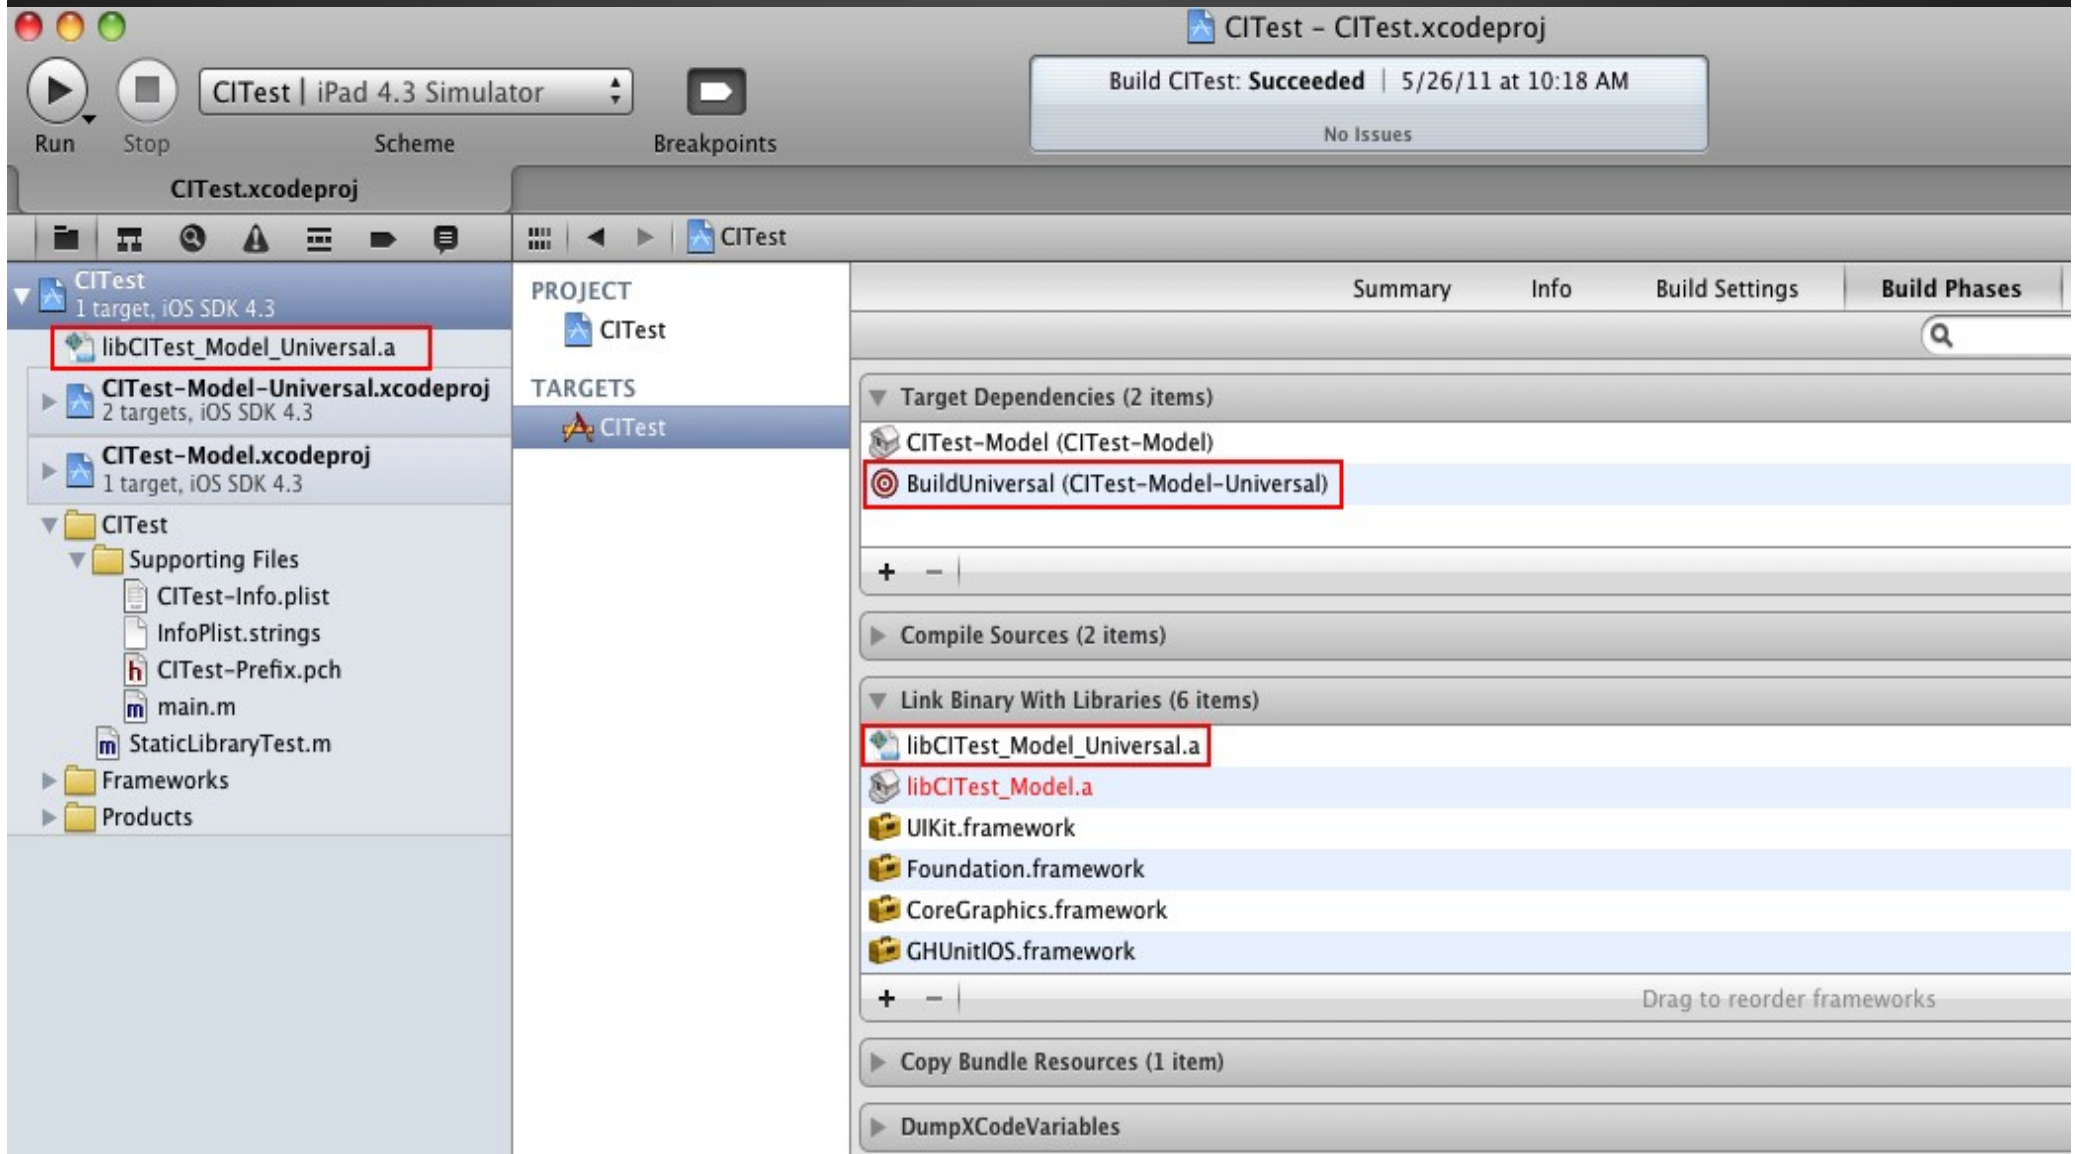 CITest – CITest.xcodeproj
CITest | iPad 4.3 Simulator
Build CITest: Succeeded | 5/26/11 at 10:18 AM
No Issues
Run
Stop
Scheme
Breakpoints
CITest.xcodeproj
CITest
CITest
1 target, iOS SDK 4.3
libCITest_Model_Universal.a
CITest-Model-Universal.xcodeproj
2 targets, iOS SDK 4.3
CITest-Model.xcodeproj
1 target, iOS SDK 4.3
CITest
Supporting Files
CITest-Info.plist
InfoPlist.strings
CITest-Prefix.pch
main.m
StaticLibraryTest.m
Frameworks
Products
PROJECT
CITest
TARGETS
CITest
Summary
Info
Build Settings
Build Phases
Target Dependencies (2 items)
CITest-Model (CITest-Model)
BuildUniversal (CITest-Model-Universal)
Compile Sources (2 items)
Link Binary With Libraries (6 items)
libCITest_Model_Universal.a
libCITest_Model.a
UIKit.framework
Foundation.framework
CoreGraphics.framework
GHUnitIOS.framework
Drag to reorder frameworks
Copy Bundle Resources (1 item)
DumpXCodeVariables